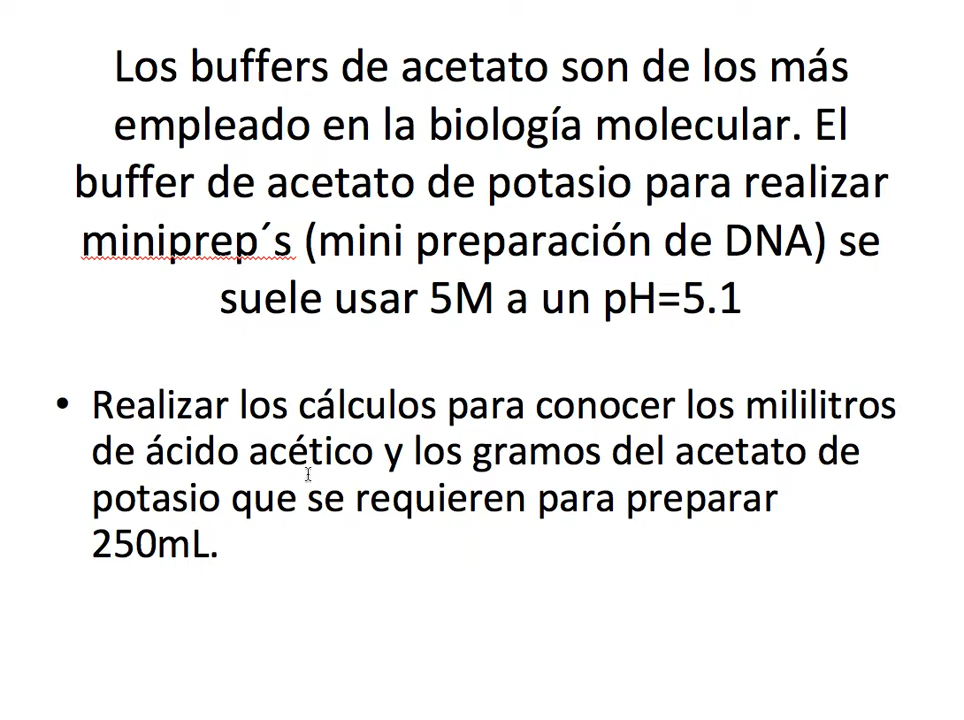 Los buffers de acetato son de los más
empleado en la biología molecular. El
buffer de acetato de potasio para realizar
miniprep´s (mini preparación de DNA) se
suele usar 5M a un pH=5.1
• Realizar los cálculos para conocer los mililitros
de ácido acético y los gramos del acetato de
potasio que se requieren para preparar
250mL.